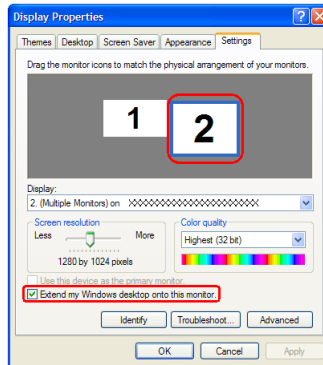 Display Properties
Themes Desktop Screen Saver Appearance Settings
Drag the monitor icons to match the physical arrangement of your monitors.
1 2
Display:
2. (Multiple Monitors) on XXXXXXXXXXXXXXXXXXXX
Screen resolution
Less More
1280 by 1024 pixels
Color quality
Highest (32 bit)
Use this device as the primary monitor.
Extend my Windows desktop onto this monitor.
Identify Troubleshoot... Advanced
OK Cancel Apply